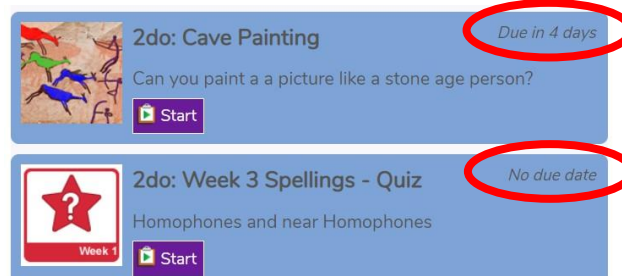 2do: Cave Painting
Due in 4 days
Can you paint a a picture like a stone age person?
Start
2do: Week 3 Spellings - Quiz
No due date
?
Week 1
Homophones and near Homophones
Start